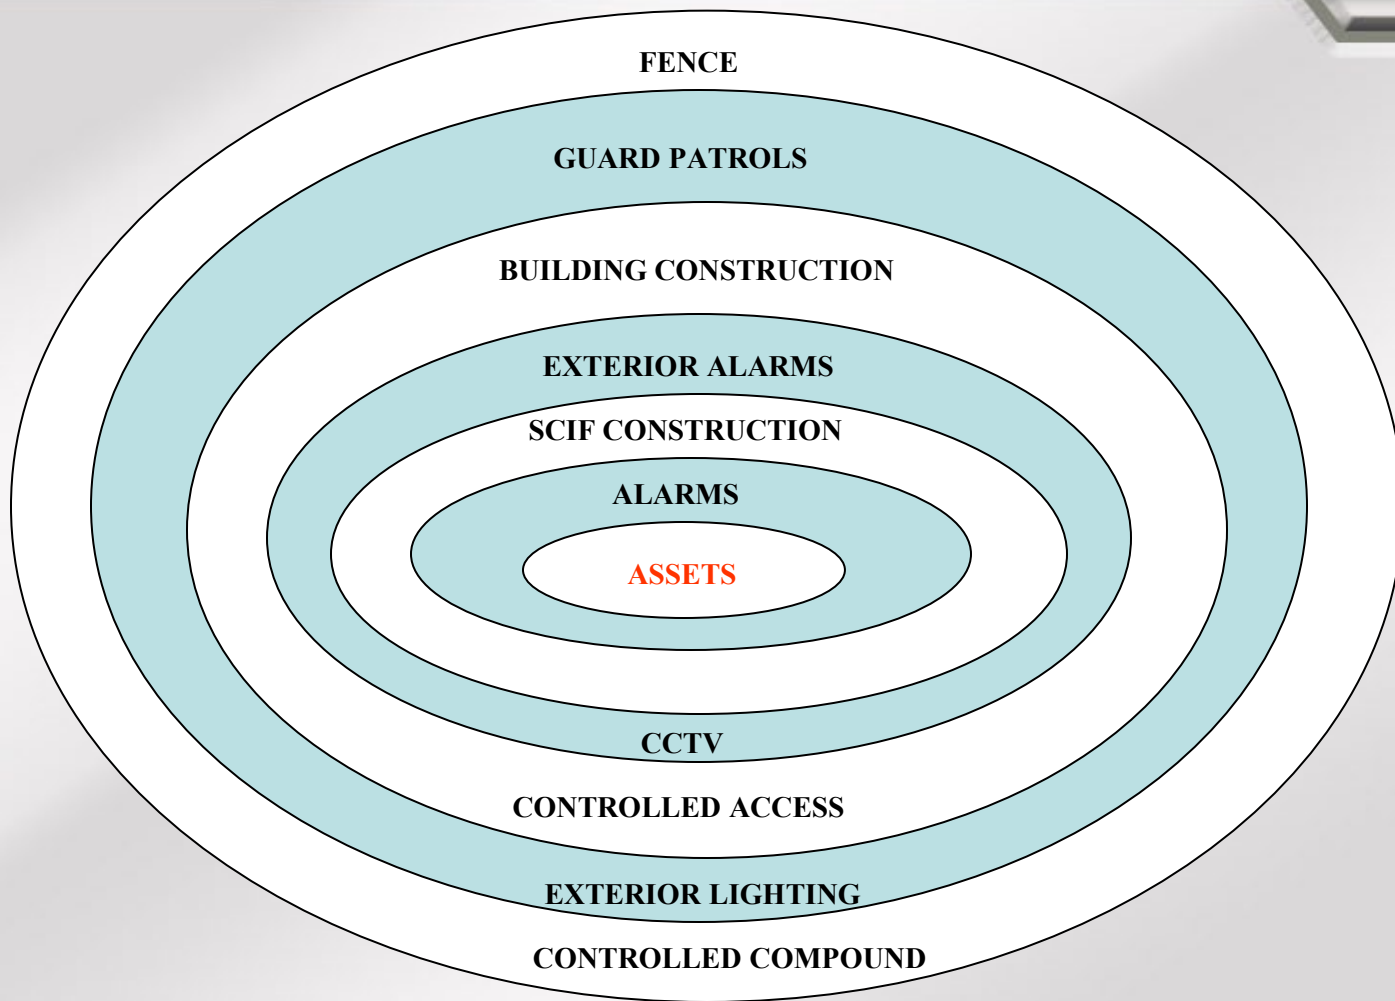 FENCE
GUARD PATROLS
BUILDING CONSTRUCTION
EXTERIOR ALARMS
SCIF CONSTRUCTION
ALARMS
ASSETS
CCTV
CONTROLLED ACCESS
EXTERIOR LIGHTING
CONTROLLED COMPOUND